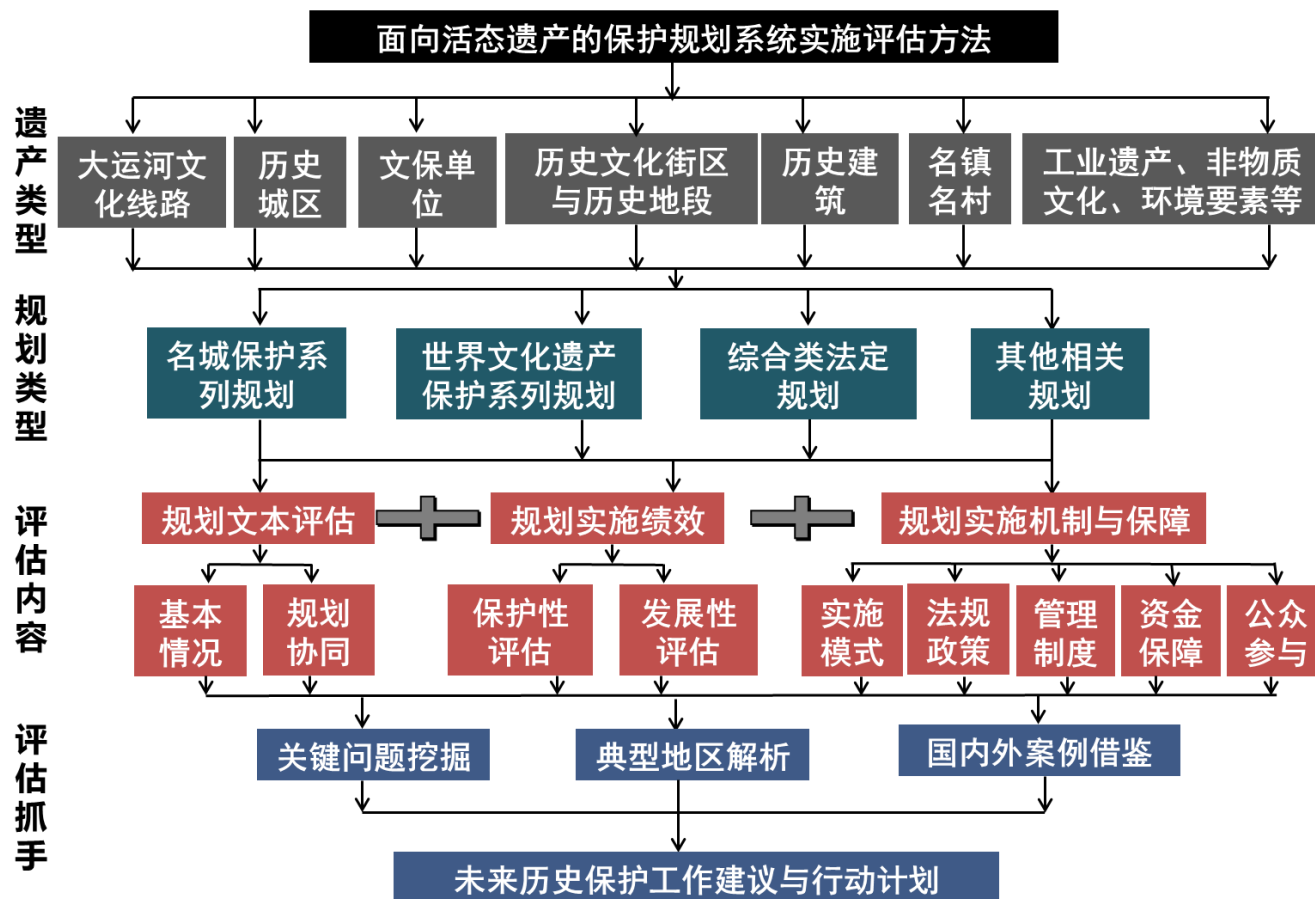 面向活态遗产的保护规划系统实施评估方法
遗产类型
大运河文
化线路
历史
城区
文保单
位
历史文化街区
与历史地段
历史建
筑
名镇
名村
工业遗产、非物质
文化、环境要素等
规划类型
名城保护系
列规划
世界文化遗产
保护系列规划
综合类法定
规划
其他相关
规划
评估内容
规划文本评估
规划实施绩效
规划实施机制与保障
基本
情况
规划
协同
保护性
评估
发展性
评估
实施
模式
法规
政策
管理
制度
资金
保障
公众
参与
评估抓手
关键问题挖掘
典型地区解析
国内外案例借鉴
未来历史保护工作建议与行动计划